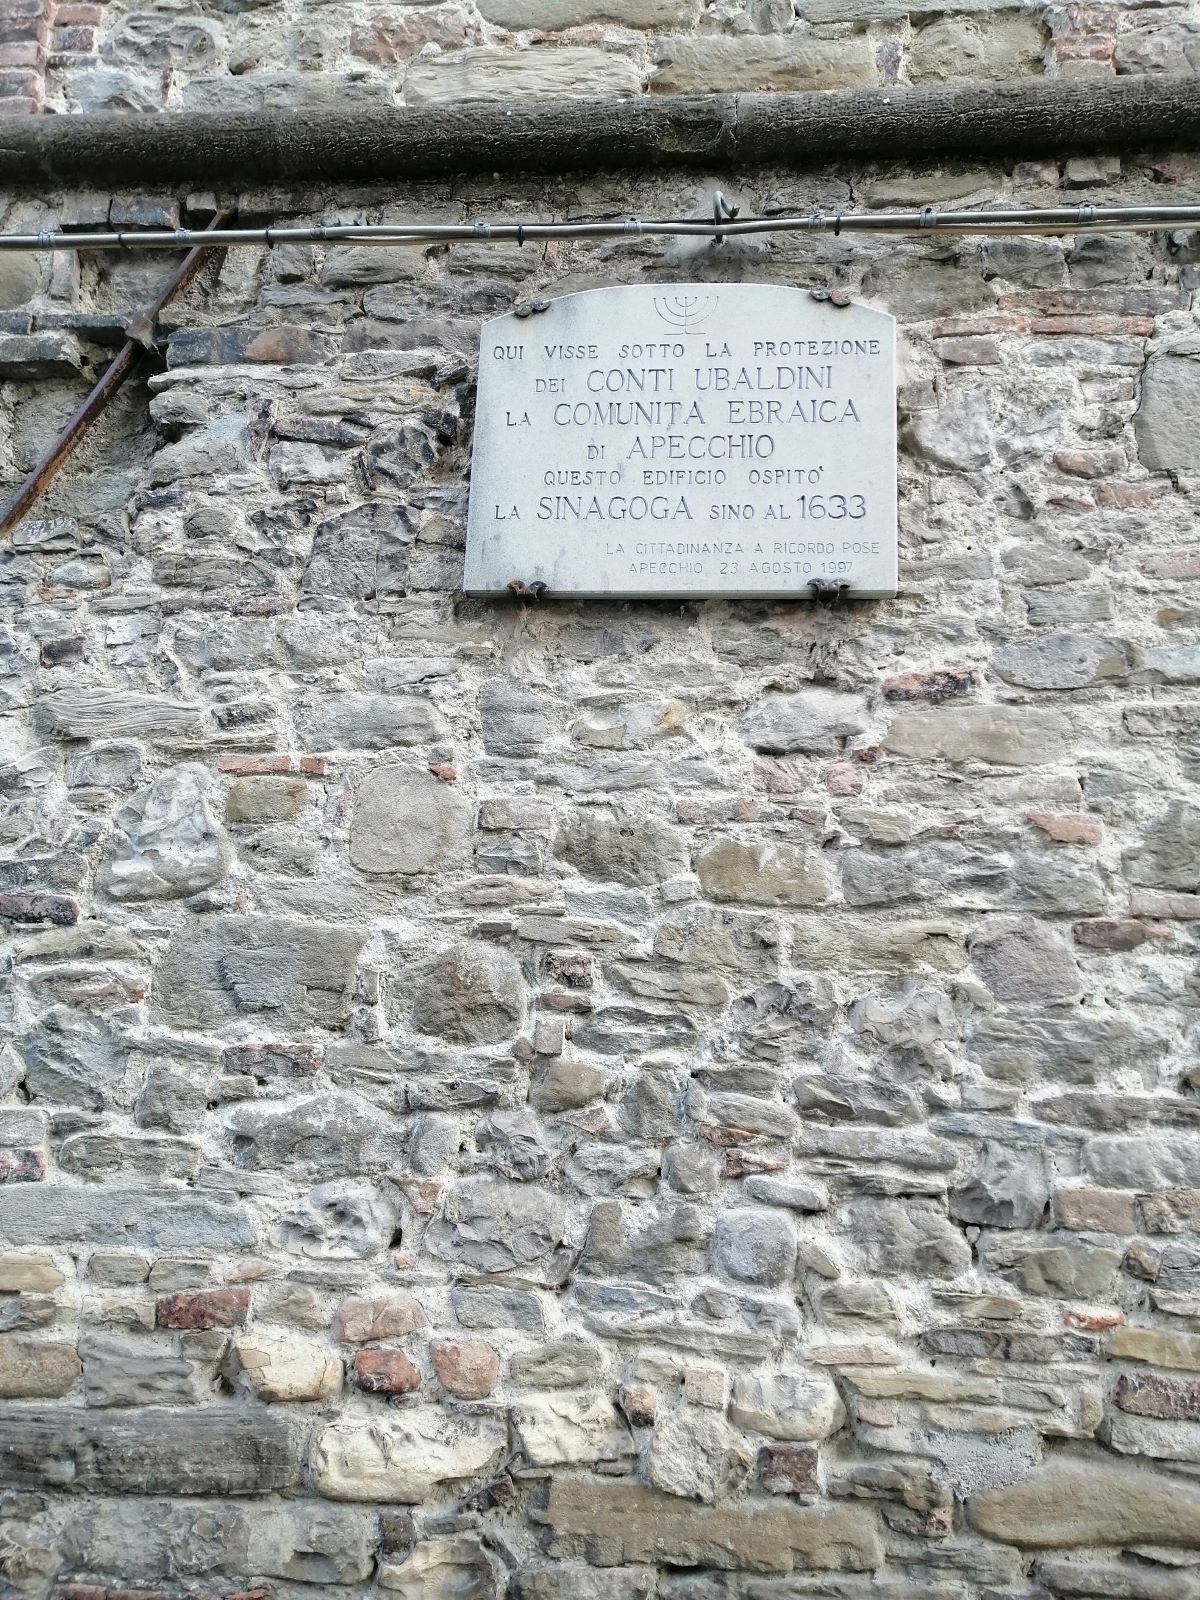 QUI VISSE SOTTO LA PROTEZIONE
DEI CONTI UBALDINI
LA COMUNITA' EBRAICA
DI APECCHIO
QUESTO EDIFICIO OSPITO'
LA SINAGOGA SINO AL 1633
LA CITTADINANZA A RICORDO POSE
APECCHIO 23 AGOSTO 1997